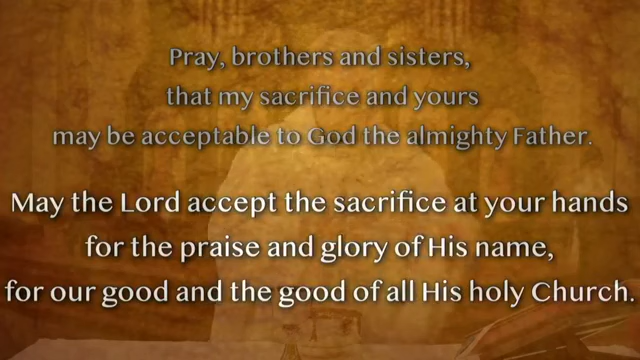 Pray, brothers and sisters,
that my sacrifice and yours
may be acceptable to God the almighty Father.
May the Lord accept the sacrifice at your hands
for the praise and glory of His name,
for our good and the good of all His holy Church.